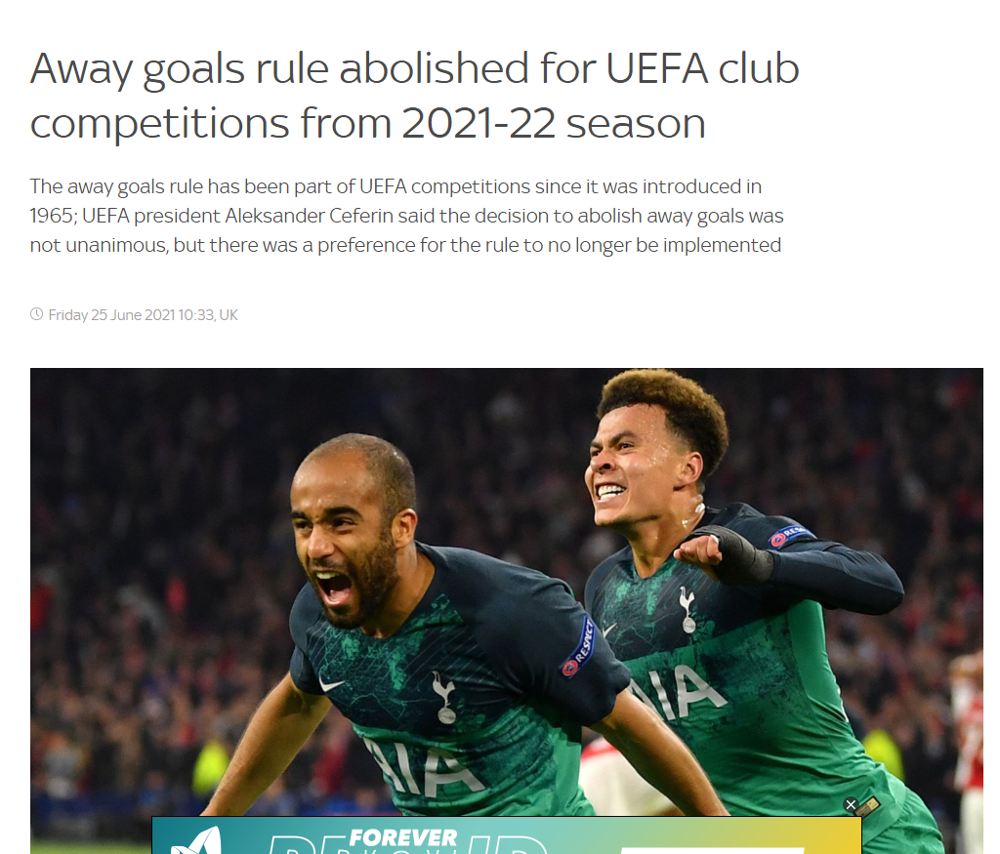 Away goals rule abolished for UEFA club
competitions from 2021-22 season
The away goals rule has been part of UEFA competitions since it was introduced in
1965; UEFA president Aleksander Ceferin said the decision to abolish away goals was
not unanimous, but there was a preference for the rule to no longer be implemented
Friday 25 June 2021 10:33, UK
RESPECT
AIA
AIA
FOREVER